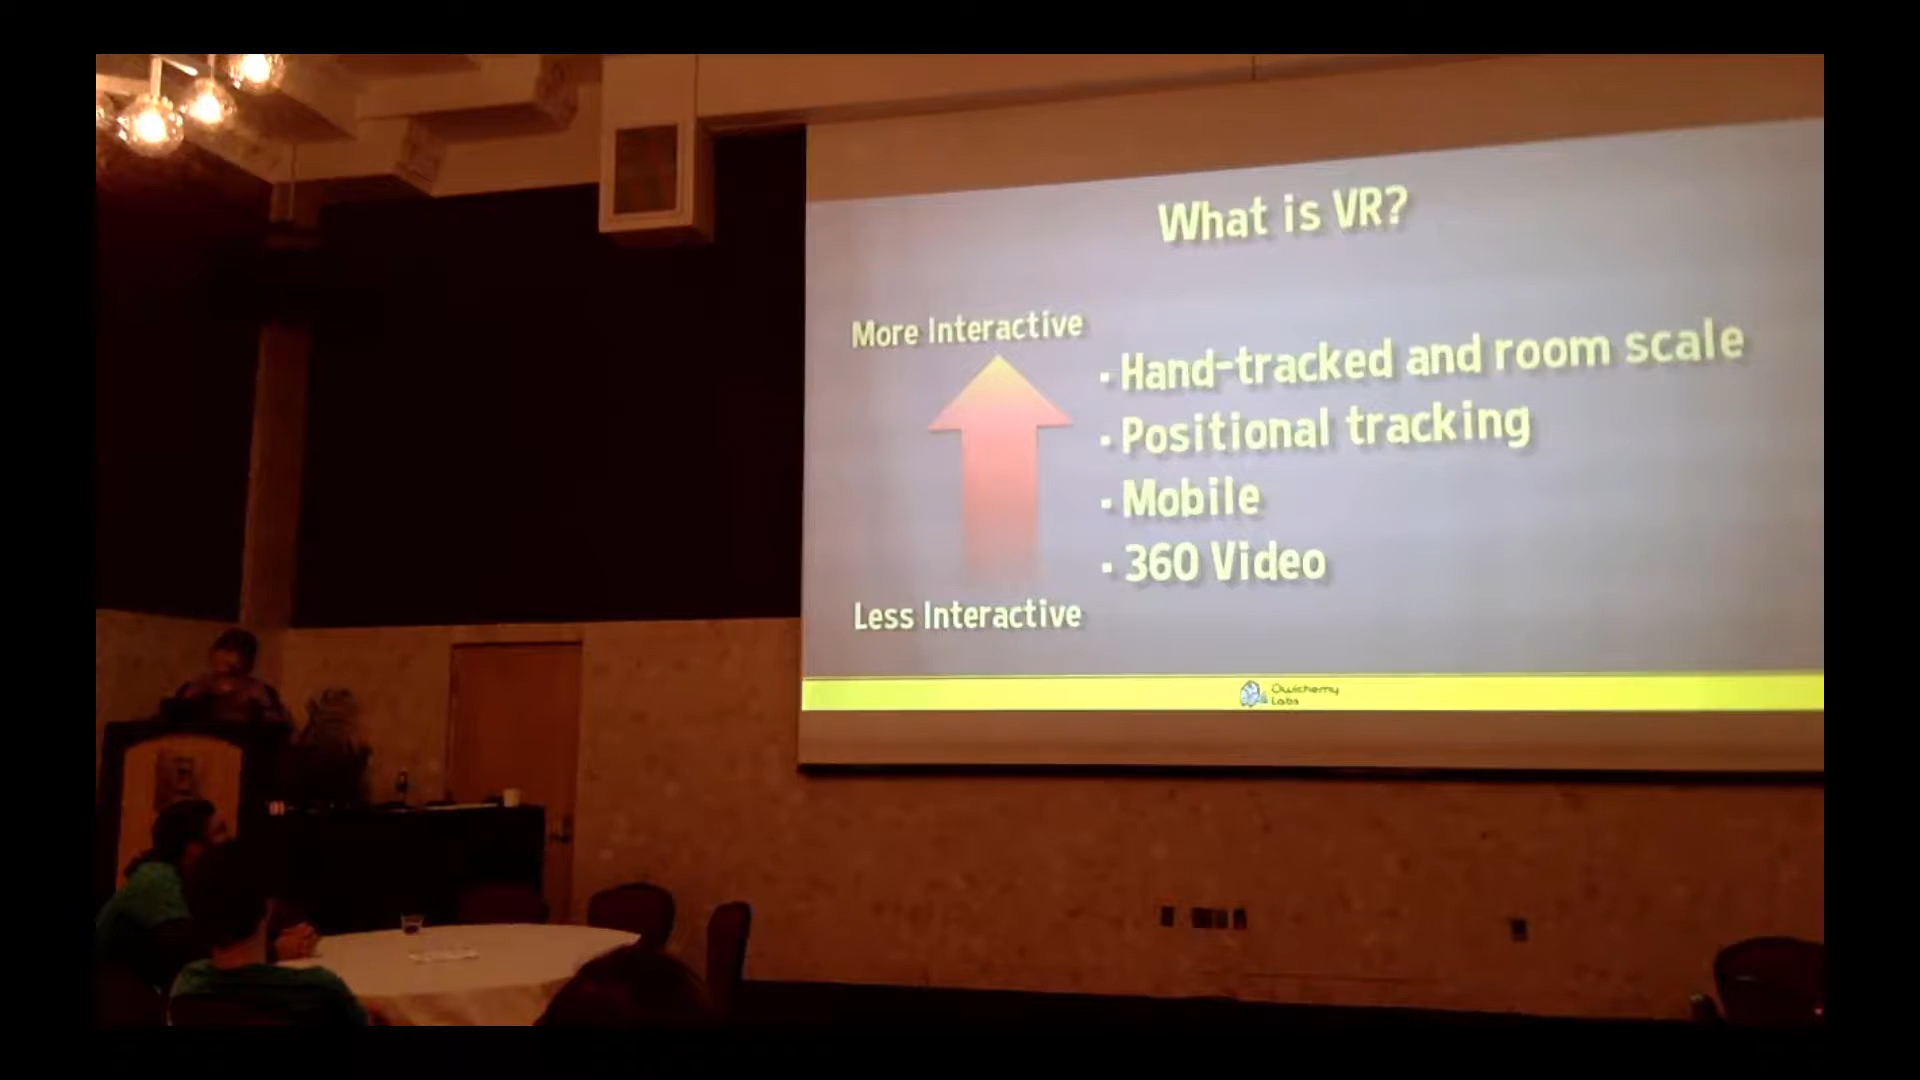 What is VR?
More Interactive
· Hand-tracked and room scale
· Positional tracking
· Mobile
· 360 Video
Less Interactive
Owlchemy
Labs